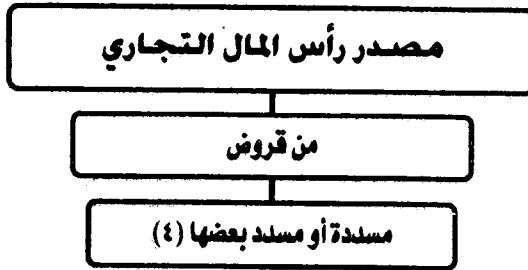 مصدر رأس المال التجاري
من قروض
مسددة أو مسدد بعضها (٤)